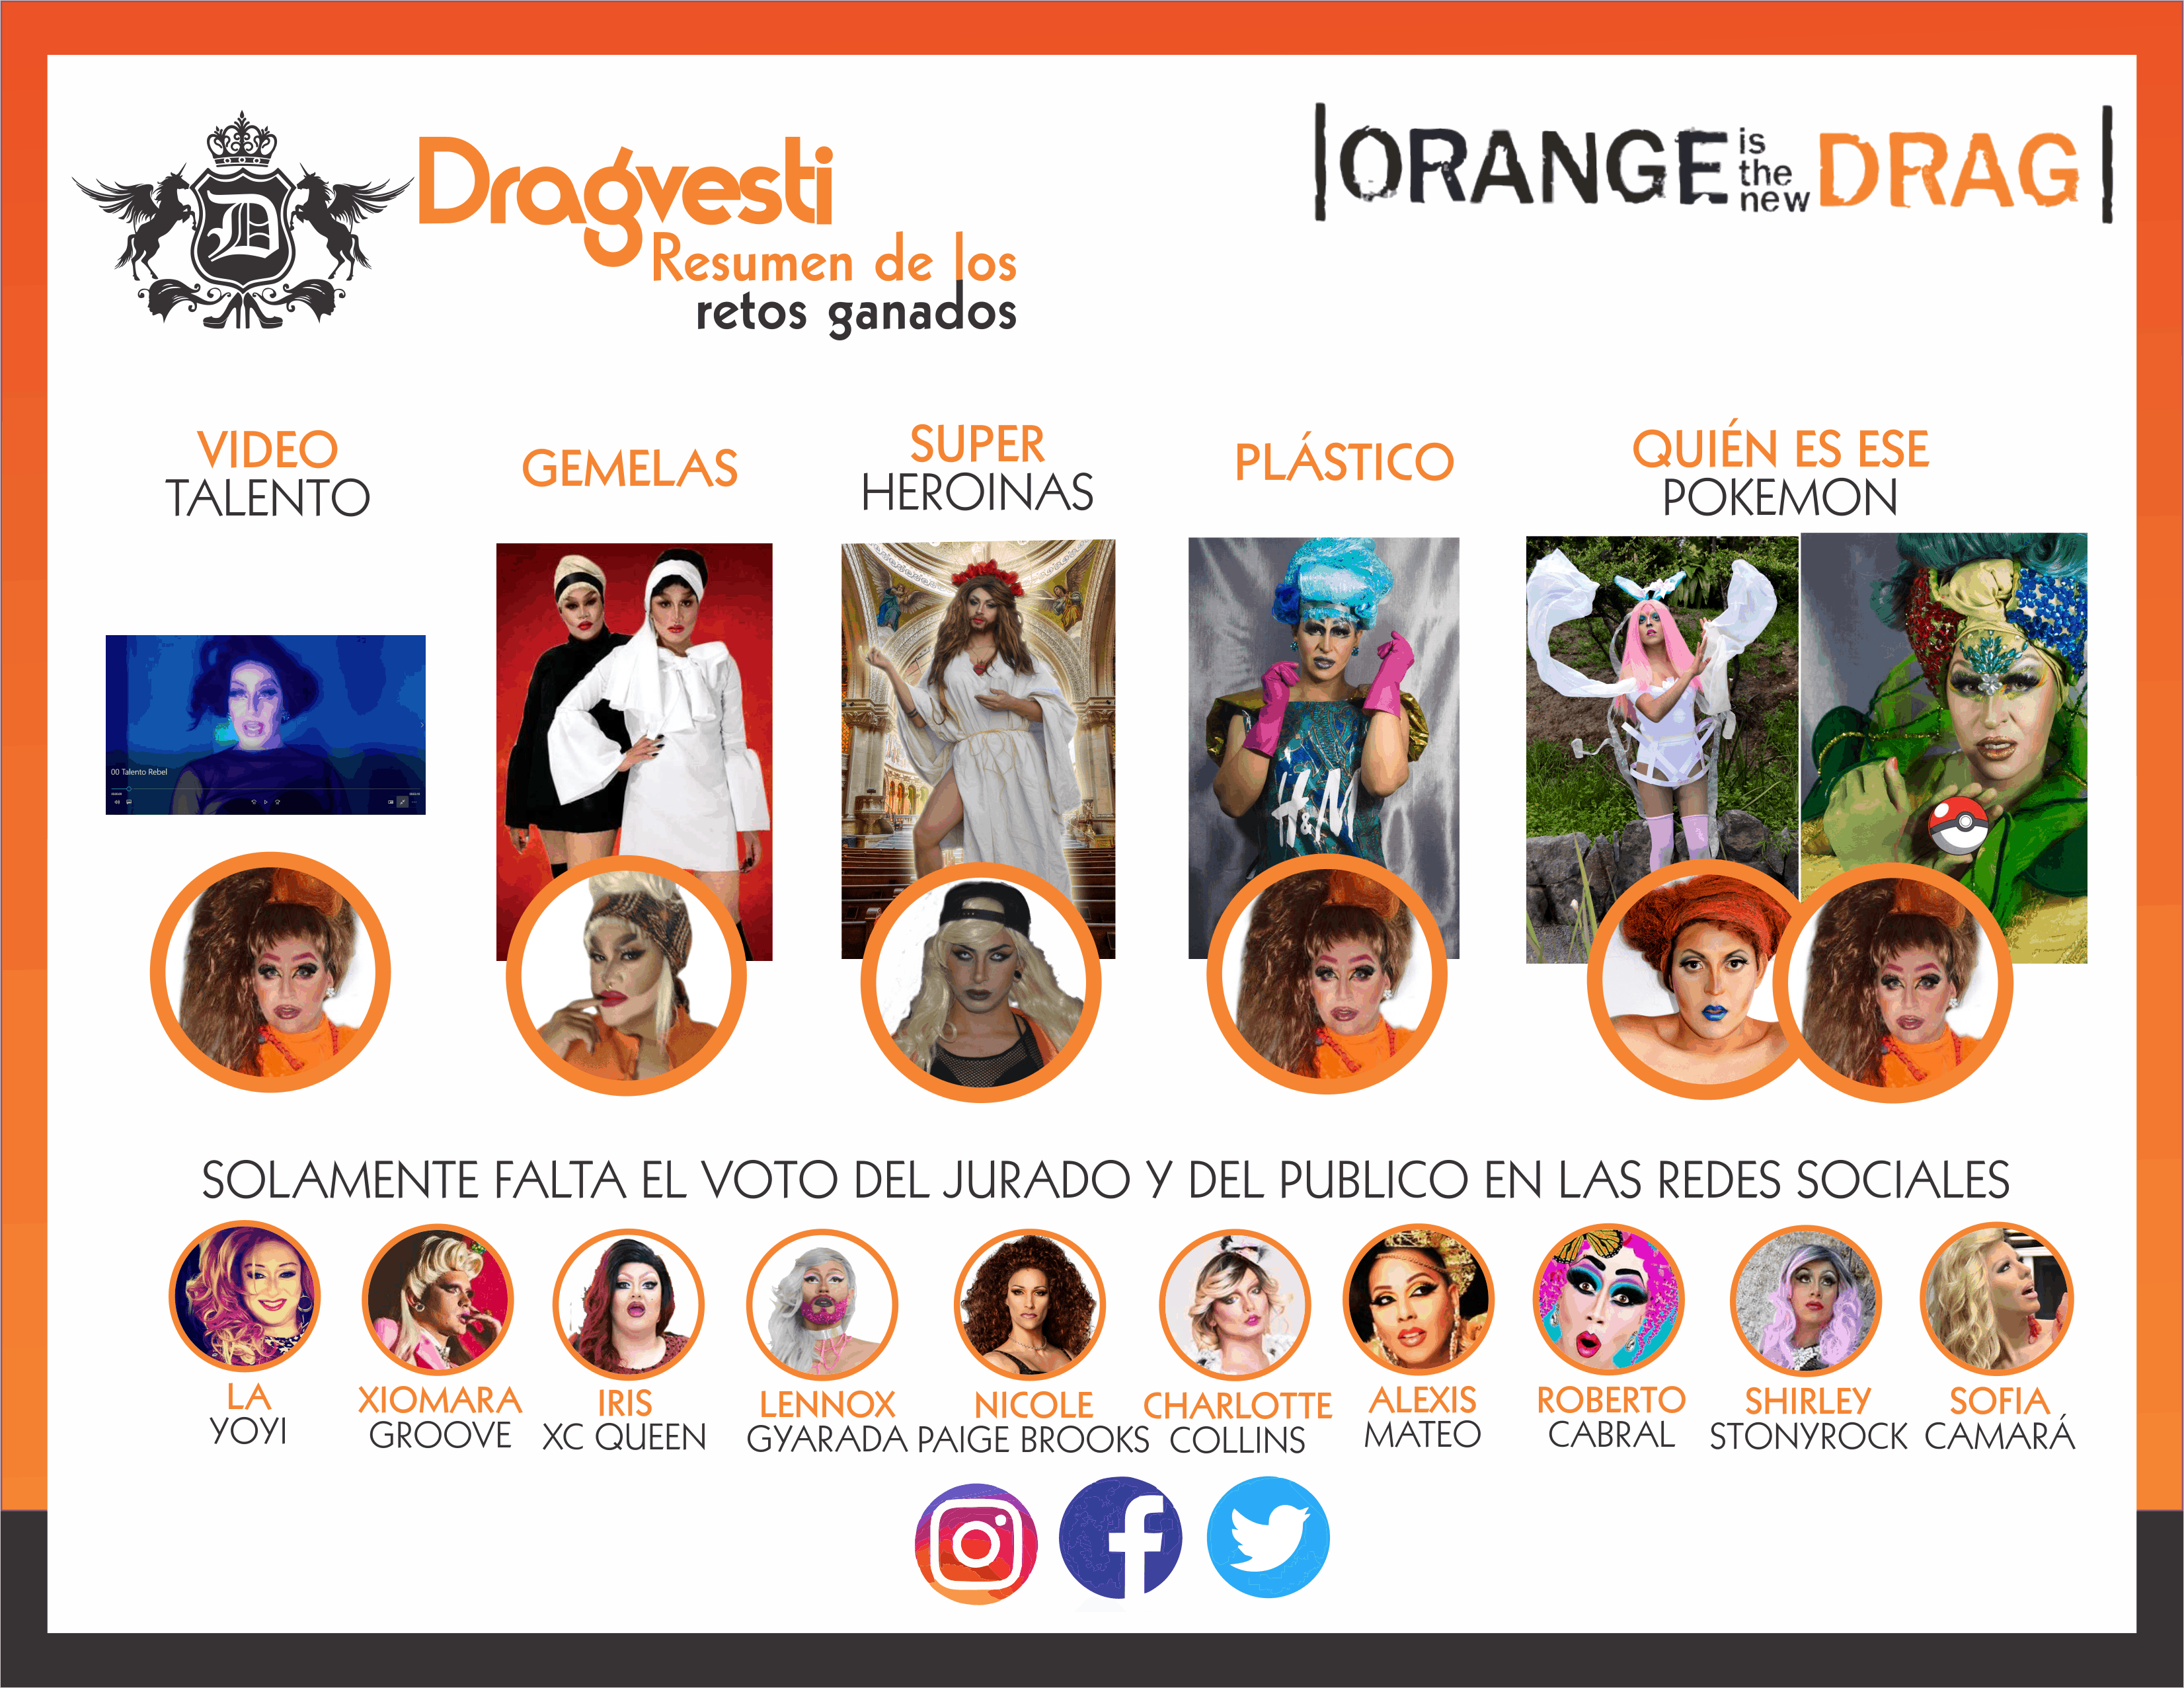 Dragvesti
Resumen de los
retos ganados
|ORANGE is the new DRAG|
D
VIDEO
TALENTO
GEMELAS
SUPER
HEROINAS
PLÁSTICO
QUIÉN ES ESE
POKEMON
00 Talento Rebel
H&M
SOLAMENTE FALTA EL VOTO DEL JURADO Y DEL PUBLICO EN LAS REDES SOCIALES
LA
YOYI
XIOMARA
GROOVE
IRIS
XC QUEEN
LENNOX
GYARADA
NICOLE
PAIGE BROOKS
CHARLOTTE
COLLINS
ALEXIS
MATEO
ROBERTO
CABRAL
SHIRLEY
STONYROCK
SOFIA
CAMARÁ